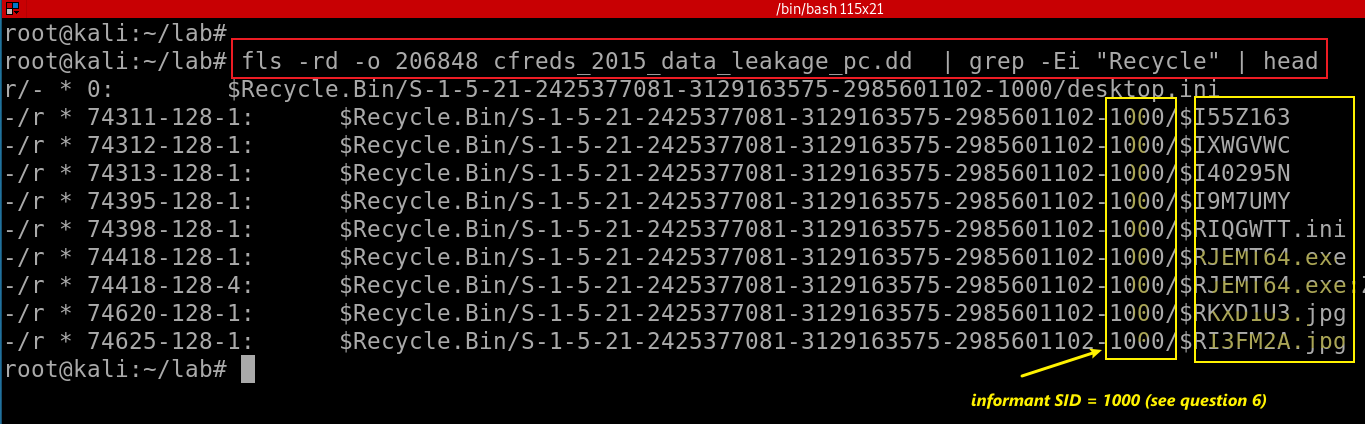 /bin/bash 115x21
root@kali:~/lab#
root@kali:~/lab# fls -rd -o 206848 cfreds_2015_data_leakage_pc.dd  | grep -Ei "Recycle" | head
r/- * 0:        $Recycle.Bin/S-1-5-21-2425377081-3129163575-2985601102-1000/desktop.ini
-/r * 74311-128-1:      $Recycle.Bin/S-1-5-21-2425377081-3129163575-2985601102-1000/$I55Z163
-/r * 74312-128-1:      $Recycle.Bin/S-1-5-21-2425377081-3129163575-2985601102-1000/$IXWGVWC
-/r * 74313-128-1:      $Recycle.Bin/S-1-5-21-2425377081-3129163575-2985601102-1000/$I40295N
-/r * 74395-128-1:      $Recycle.Bin/S-1-5-21-2425377081-3129163575-2985601102-1000/$I9M7UMY
-/r * 74398-128-1:      $Recycle.Bin/S-1-5-21-2425377081-3129163575-2985601102-1000/$RIQGWTT.ini
-/r * 74418-128-1:      $Recycle.Bin/S-1-5-21-2425377081-3129163575-2985601102-1000/$RJEMT64.exe
-/r * 74418-128-4:      $Recycle.Bin/S-1-5-21-2425377081-3129163575-2985601102-1000/$RJEMT64.exe:
-/r * 74620-128-1:      $Recycle.Bin/S-1-5-21-2425377081-3129163575-2985601102-1000/$RKXD1U3.jpg
-/r * 74625-128-1:      $Recycle.Bin/S-1-5-21-2425377081-3129163575-2985601102-1000/$RI3FM2A.jpg
root@kali:~/lab#
informant SID = 1000 (see question 6)